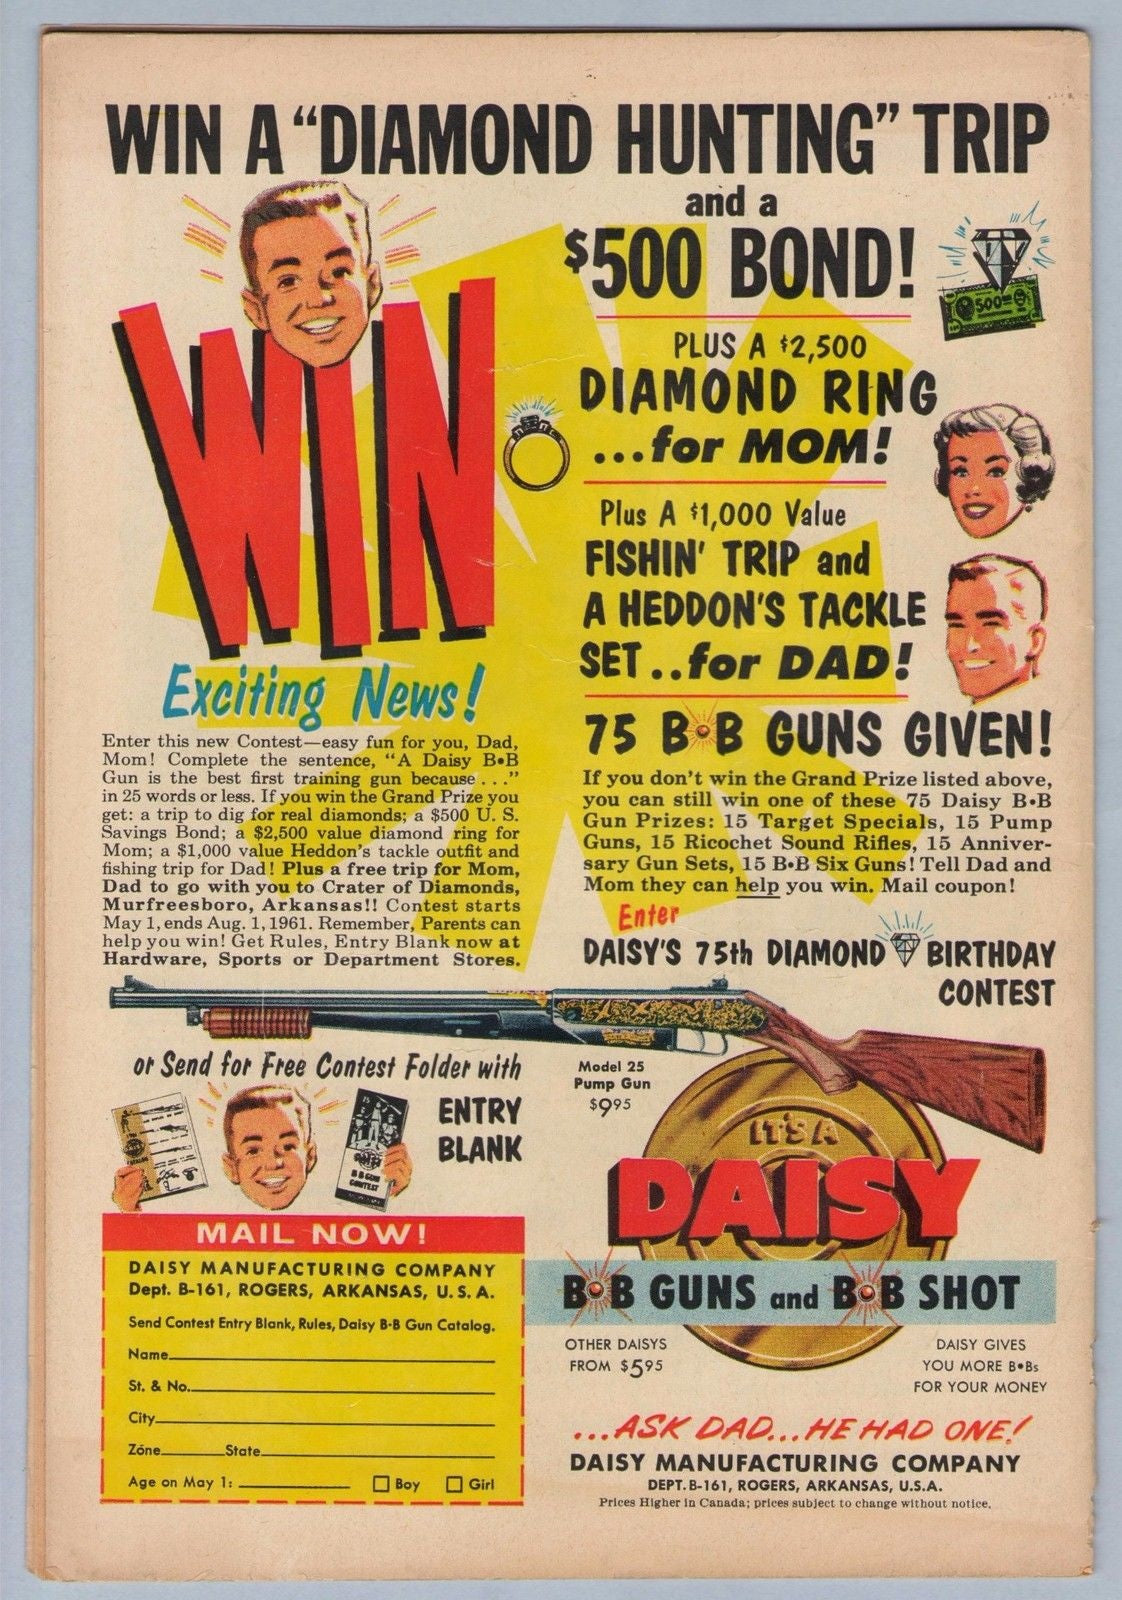 WIN A "DIAMOND HUNTING" TRIP
and a
$500 BOND!
500
WIN
PLUS A $2,500
DIAMOND RING
...for MOM!
Plus A $1,000 Value
FISHIN' TRIP and
A HEDDON'S TACKLE
SET..for DAD!
Exciting News!
Enter this new Contest—easy fun for you, Dad,
Mom! Complete the sentence, "A Daisy B•B
Gun is the best first training gun because . . ."
in 25 words or less. If you win the Grand Prize you
get: a trip to dig for real diamonds; a $500 U. S.
Savings Bond; a $2,500 value diamond ring for
Mom; a $1,000 value Heddon's tackle outfit and
fishing trip for Dad! Plus a free trip for Mom,
Dad to go with you to Crater of Diamonds,
Murfreesboro, Arkansas!! Contest starts
May 1, ends Aug. 1, 1961. Remember, Parents can
help you win! Get Rules, Entry Blank now at
Hardware, Sports or Department Stores.
75 B•B GUNS GIVEN!
If you don't win the Grand Prize listed above,
you can still win one of these 75 Daisy B•B
Gun Prizes: 15 Target Specials, 15 Pump
Guns, 15 Ricochet Sound Rifles, 15 Anniver-
sary Gun Sets, 15 B•B Six Guns! Tell Dad and
Mom they can help you win. Mail coupon!
Enter
DAISY'S 75th DIAMOND BIRTHDAY
CONTEST
or Send for Free Contest Folder with
ENTRY
BLANK
CATALOG
B B GUN
CONTEST
Model 25
Pump Gun
$9.95
IT'S A
DAISY
B•B GUNS and B•B SHOT
OTHER DAISYS
FROM $5.95
DAISY GIVES
YOU MORE B•Bs
FOR YOUR MONEY
...ASK DAD...HE HAD ONE!
DAISY MANUFACTURING COMPANY
DEPT. B-161, ROGERS, ARKANSAS, U.S.A.
Prices Higher in Canada; prices subject to change without notice.
MAIL NOW!
DAISY MANUFACTURING COMPANY
Dept. B-161, ROGERS, ARKANSAS, U. S. A.
Send Contest Entry Blank, Rules, Daisy B•B Gun Catalog.
Name
St. & No.
City
Zone State
Age on May 1: Boy Girl